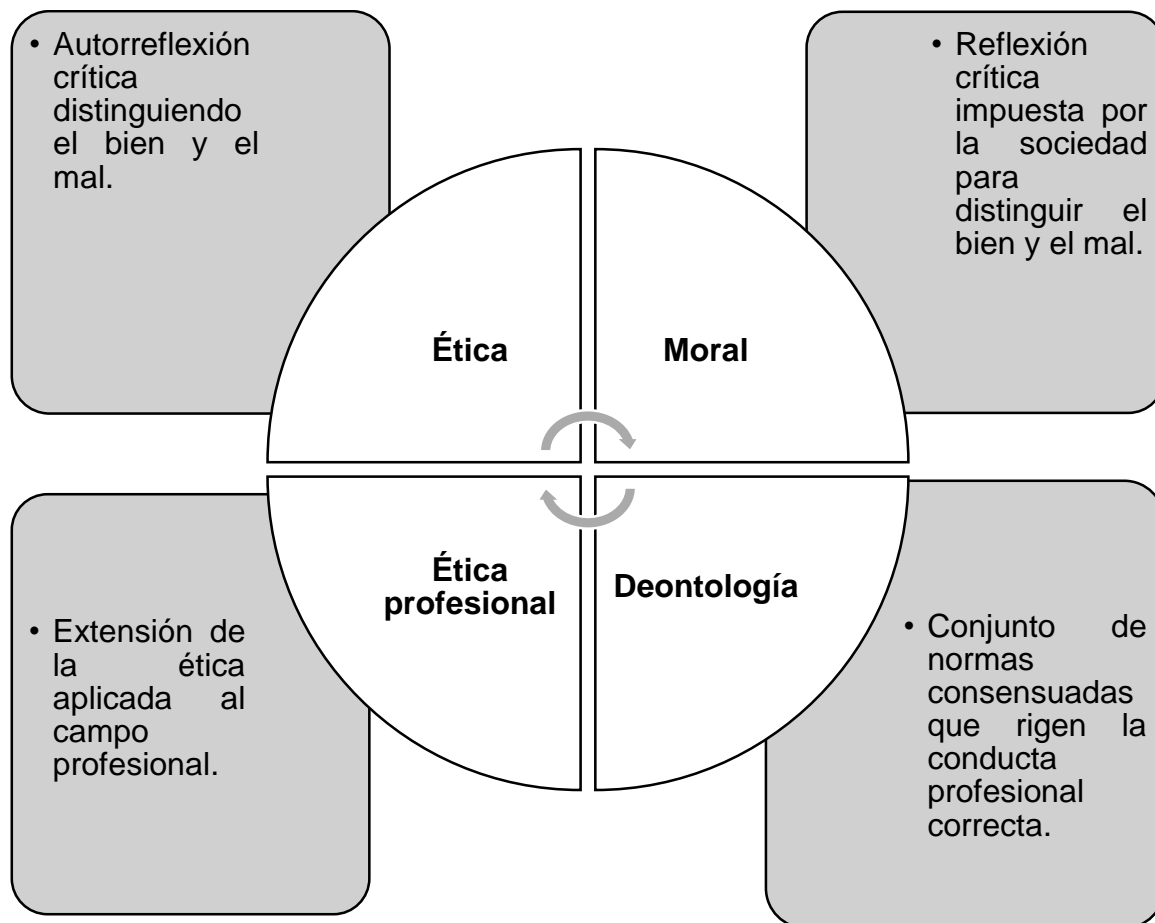 • Autorreflexión
crítica
distinguiendo
el bien y el
mal.
• Reflexión
crítica
impuesta por
la sociedad
para
distinguir el
bien y el mal.
Ética
Moral
Ética
profesional
Deontología
• Extensión de
la ética
aplicada al
campo
profesional.
• Conjunto de
normas
consensuadas
que rigen la
conducta
profesional
correcta.